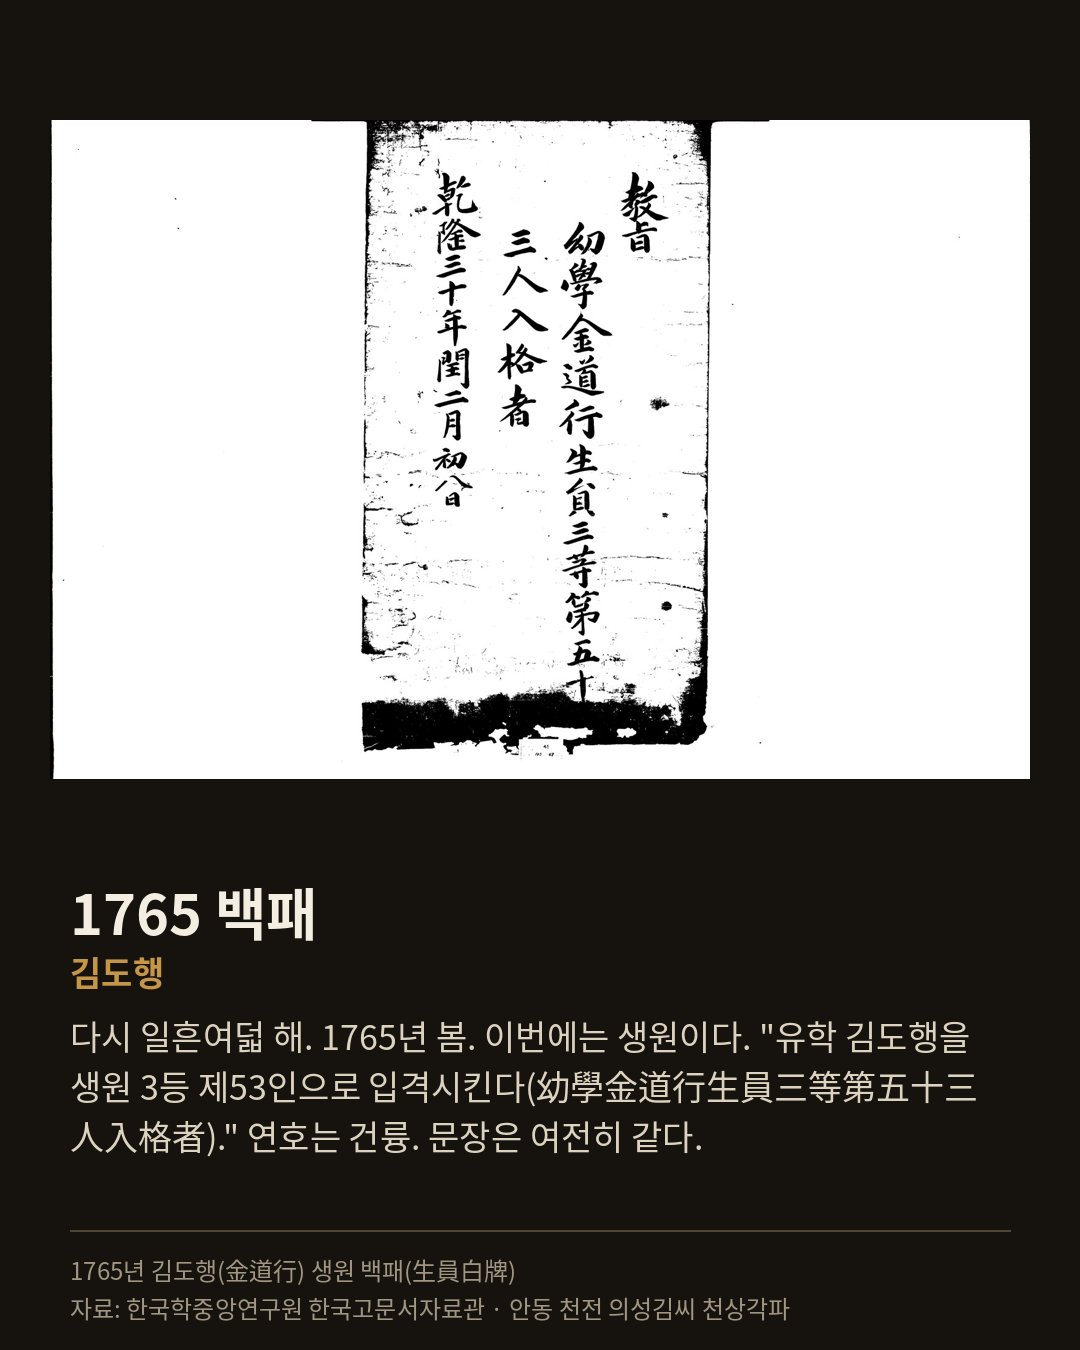 教旨
幼學金道行生員三等第五十
三人入格者
乾隆三十年閏二月初八日
1765 백패
김도행
다시 일흔여덟 해. 1765년 봄. 이번에는 생원이다. "유학 김도행을
생원 3등 제53인으로 입격시킨다(幼學金道行生員三等第五十三
人入格者)." 연호는 건륭. 문장은 여전히 같다.
1765년 김도행(金道行) 생원 백패(生員白牌)
자료: 한국학중앙연구원 한국고문서자료관 · 안동 천전 의성김씨 천상각파